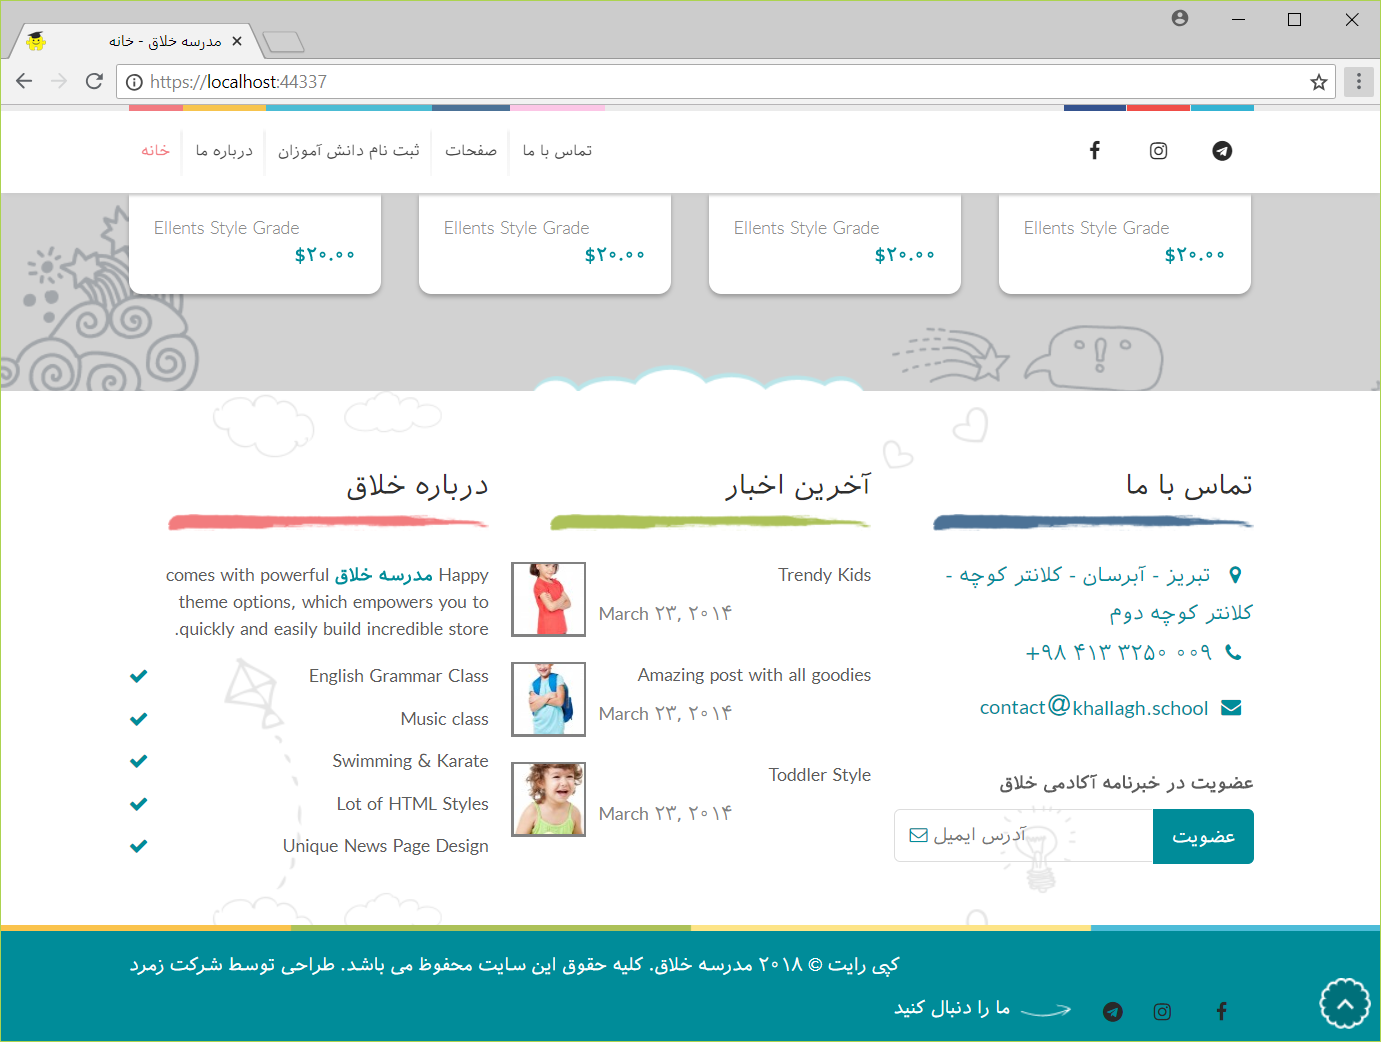 مدرسه خلاق - خانه
https://localhost:44337
خانه
درباره ما
ثبت نام دانش آموزان
صفحات
تماس با ما
Ellents Style Grade
$۲۰.۰۰
Ellents Style Grade
$۲۰.۰۰
Ellents Style Grade
$۲۰.۰۰
Ellents Style Grade
$۲۰.۰۰
تماس با ما
تبریز - آبرسان - کلانتر کوچه -
کلانتر کوچه دوم
+۹۸ ۴۱۳ ۳۲۵۰ ۰۰۹
contact@khallagh.school
عضویت در خبرنامه آکادمی خلاق
آدرس ایمیل
عضویت
آخرین اخبار
Trendy Kids
March ۲۳, ۲۰۱۴
Amazing post with all goodies
March ۲۳, ۲۰۱۴
Toddler Style
March ۲۳, ۲۰۱۴
درباره خلاق
comes with powerful مدرسه خلاق Happy
theme options, which empowers you to
.quickly and easily build incredible store
English Grammar Class
Music class
Swimming & Karate
Lot of HTML Styles
Unique News Page Design
کپی رایت © ۲۰۱۸ مدرسه خلاق. کلیه حقوق این سایت محفوظ می باشد. طراحی توسط شرکت زمرد
ما را دنبال کنید